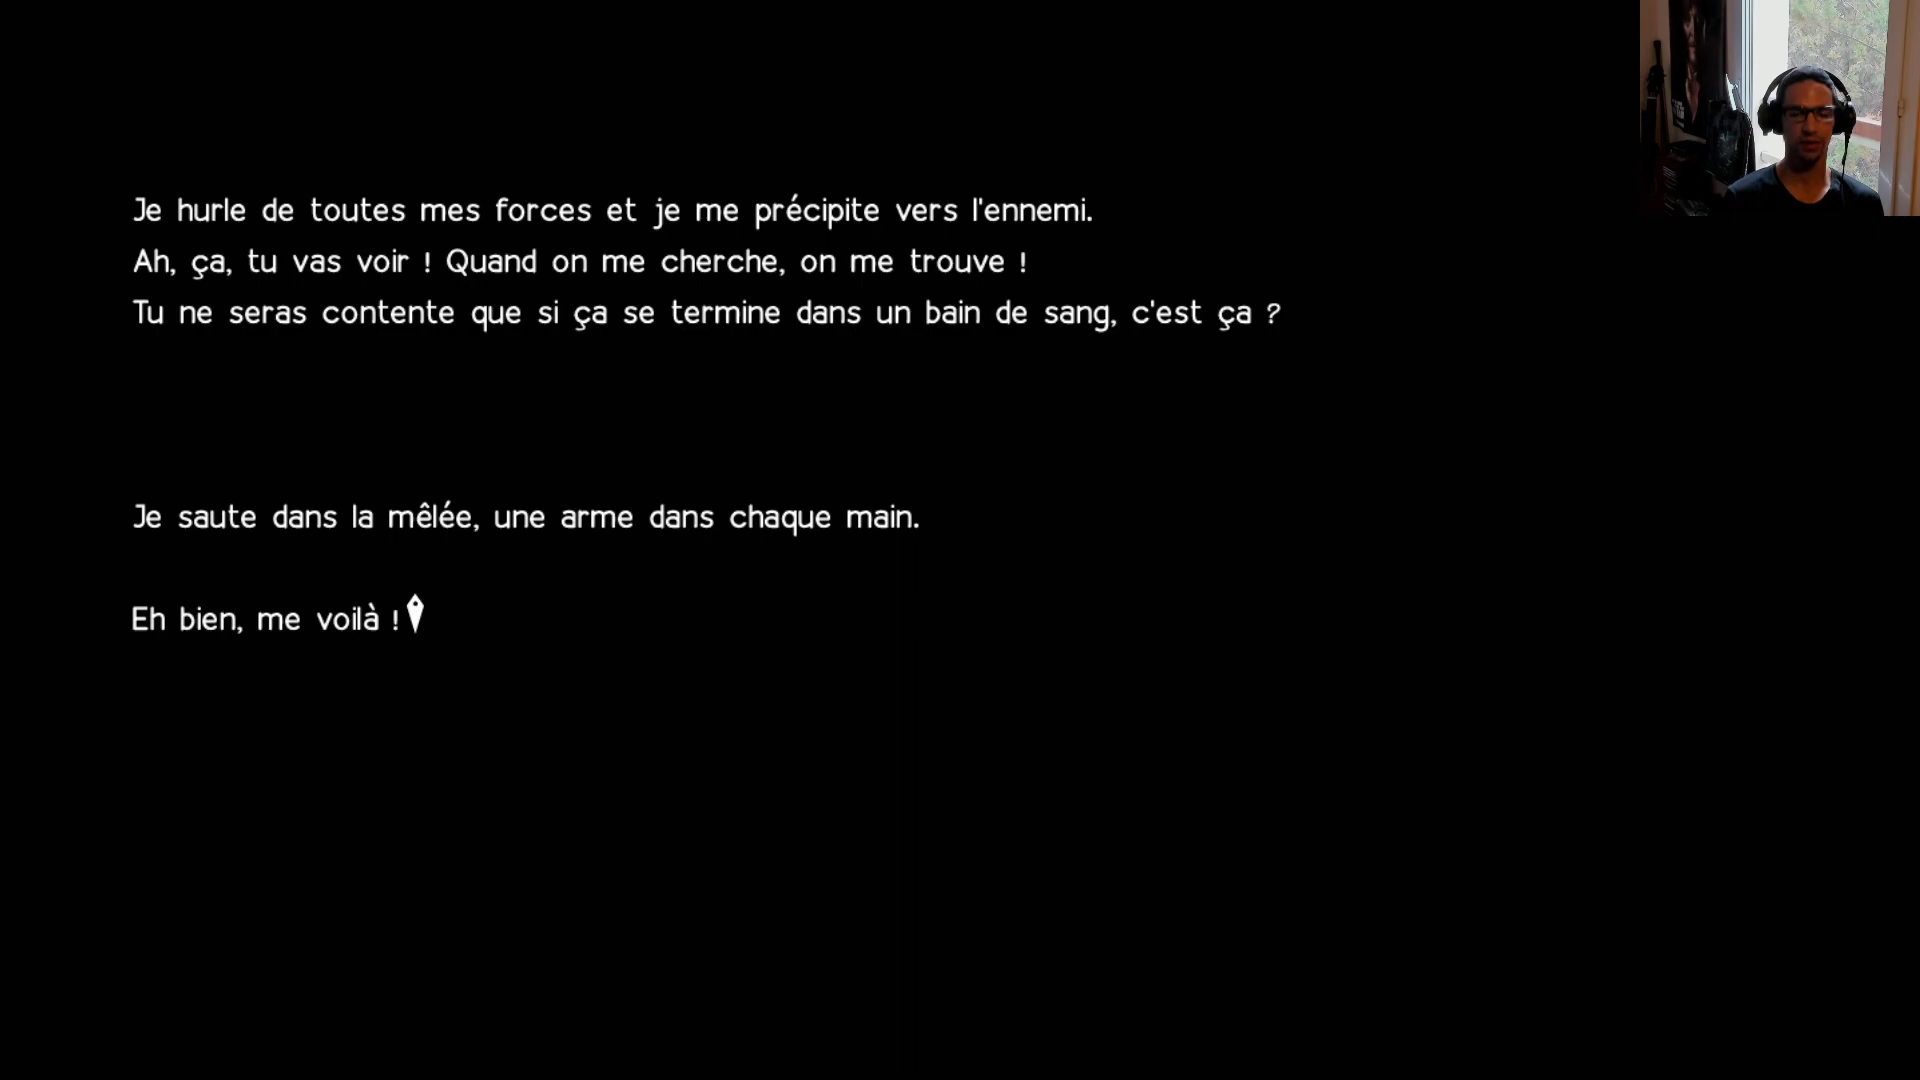 Je hurle de toutes mes forces et je me précipite vers l'ennemi.
Ah, ça, tu vas voir ! Quand on me cherche, on me trouve !
Tu ne seras contente que si ça se termine dans un bain de sang, c'est ça ?
Je saute dans la mêlée, une arme dans chaque main.
Eh bien, me voilà !